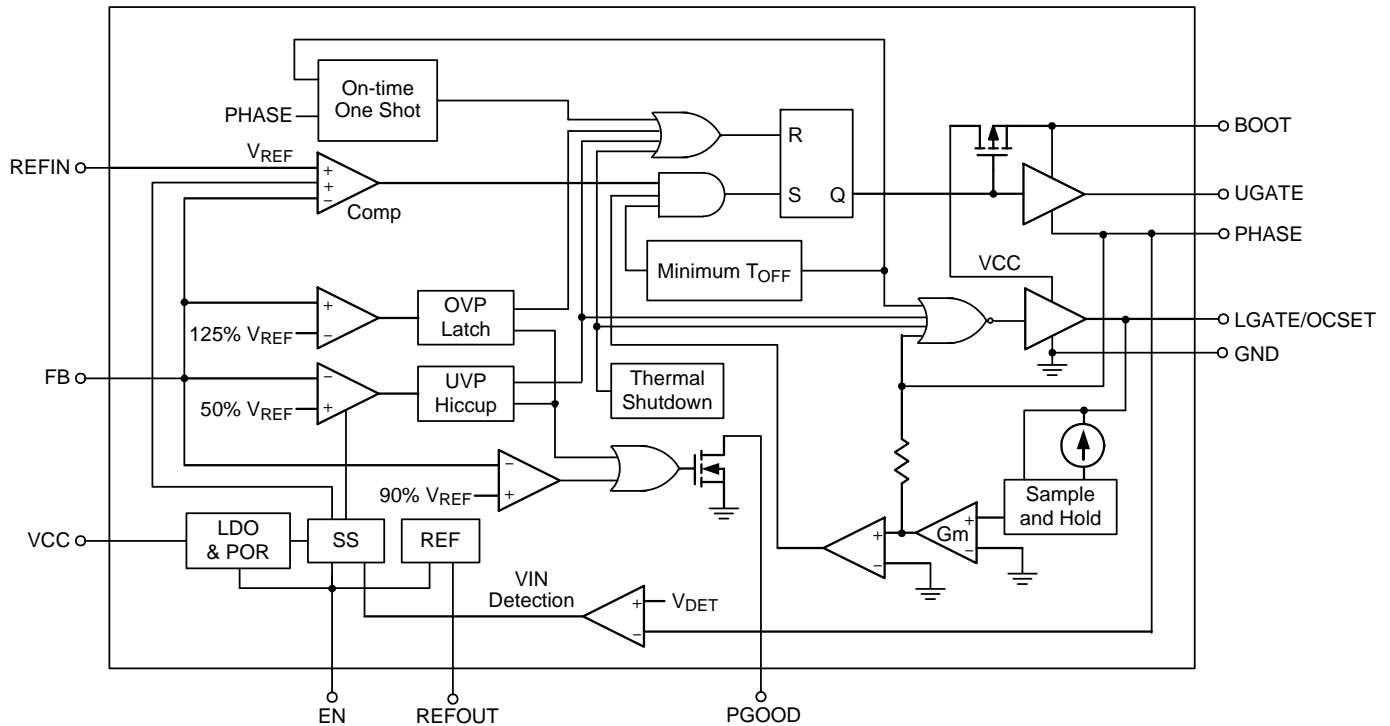 On-time
One Shot
PHASE
REFIN
VREF
+
+
−
Comp
R
S
Q
BOOT
UGATE
PHASE
Minimum TOFF
VCC
LGATE/OCSET
GND
+
125% VREF
−
OVP
Latch
FB
−
50% VREF
+
UVP
Hiccup
Thermal
Shutdown
−
90% VREF
+
Sample
and Hold
VCC
LDO
& POR
SS
REF
+
−
Gm
+
−
VIN
Detection
+
VDET
−
EN
REFOUT
PGOOD